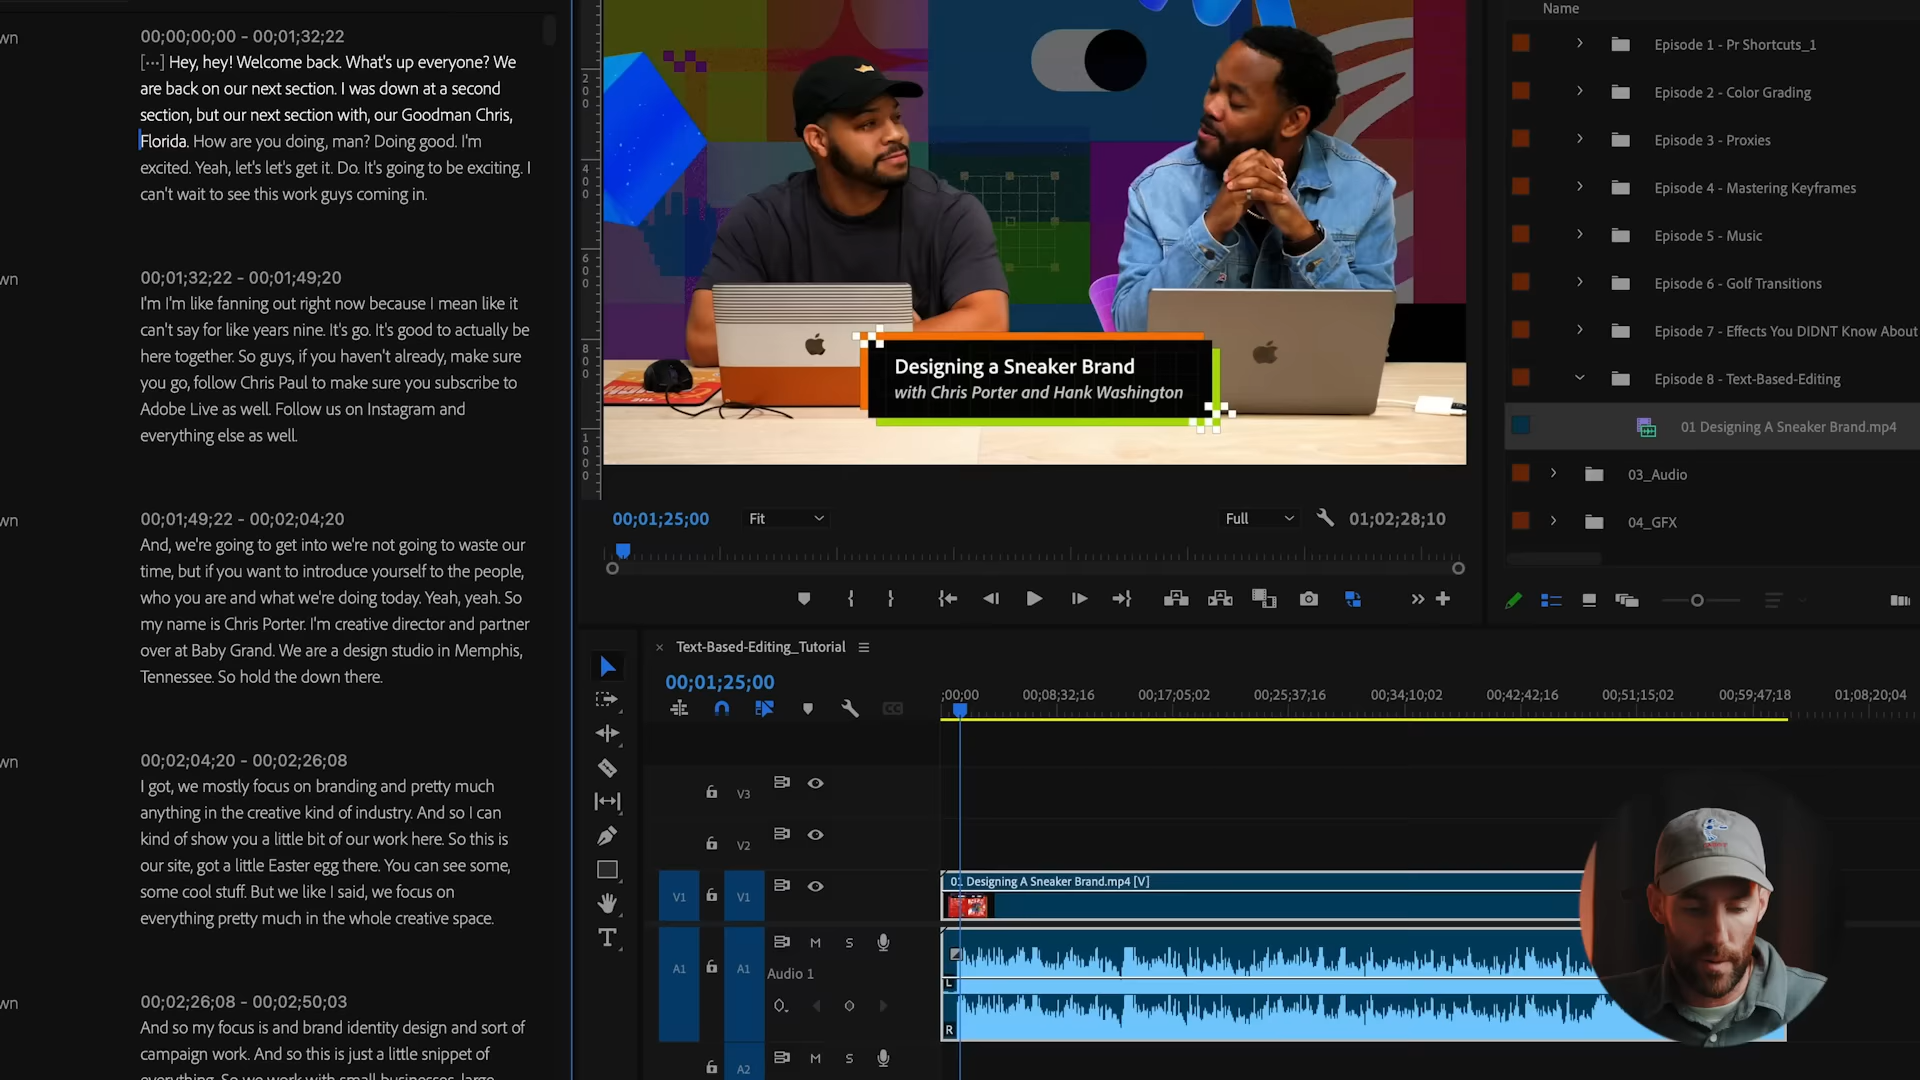 wn
00;00;00;00 - 00;01;32;22
[···] Hey, hey! Welcome back. What's up everyone? We
are back on our next section. I was down at a second
section, but our next section with, our Goodman Chris,
Florida. How are you doing, man? Doing good. I'm
excited. Yeah, let's let's get it. Do. It's going to be exciting. I
can't wait to see this work guys coming in.
wn
00;01;32;22 - 00;01;49;20
I'm I'm like fanning out right now because I mean like it
can't say for like years nine. It's go. It's good to actually be
here together. So guys, if you haven't already, make sure
you go, follow Chris Paul to make sure you subscribe to
Adobe Live as well. Follow us on Instagram and
everything else as well.
wn
00;01;49;22 - 00;02;04;20
And, we're going to get into we're not going to waste our
time, but if you want to introduce yourself to the people,
who you are and what we're doing today. Yeah, yeah. So
my name is Chris Porter. I'm creative director and partner
over at Baby Grand. We are a design studio in Memphis,
Tennessee. So hold the down there.
wn
00;02;04;20 - 00;02;26;08
I got, we mostly focus on branding and pretty much
anything in the creative kind of industry. And so I can
kind of show you a little bit of our work here. So this is
our site, got a little Easter egg there. You can see some,
some cool stuff. But we like I said, we focus on
everything pretty much in the whole creative space.
wn
00;02;26;08 - 00;02;50;03
And so my focus is and brand identity design and sort of
campaign work. And so this is just a little snippet of
everything. So we work with small businesses, large
200
400
600
800
1000
Designing a Sneaker Brand
with Chris Porter and Hank Washington
00;01;25;00
Fit
Full
01;02;28;10
Name
Episode 1 - Pr Shortcuts_1
Episode 2 - Color Grading
Episode 3 - Proxies
Episode 4 - Mastering Keyframes
Episode 5 - Music
Episode 6 - Golf Transitions
Episode 7 - Effects You DIDNT Know About
Episode 8 - Text-Based-Editing
01 Designing A Sneaker Brand.mp4
03_Audio
04_GFX
Text-Based-Editing_Tutorial
00;01;25;00
;00;00
00;08;32;16
00;17;05;02
00;25;37;16
00;34;10;02
00;42;42;16
00;51;15;02
00;59;47;18
01;08;20;04
CC
V3
V2
V1
V1
01 Designing A Sneaker Brand.mp4 [V]
A1
A1
M
S
Audio 1
L
R
A2
M
S